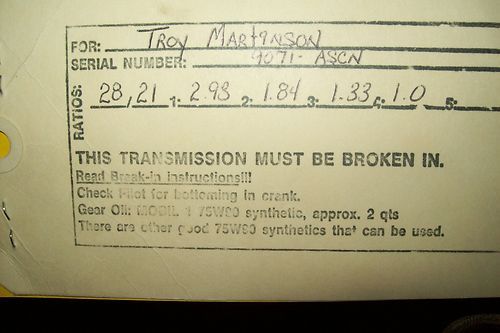 FOR: TROY MARTINSON
SERIAL NUMBER: 9071- ASCN
RATIOS: 28,21 1: 2.98 2: 1.84 3: 1.33 4: 1.0 5:
THIS TRANSMISSION MUST BE BROKEN IN.
Read Break-in Instructions!!!
Check Pilot for bottoming in crank.
Gear Oil: MOBIL 1 75W90 synthetic, approx. 2 qts
There are other good 75W90 synthetics that can be used.